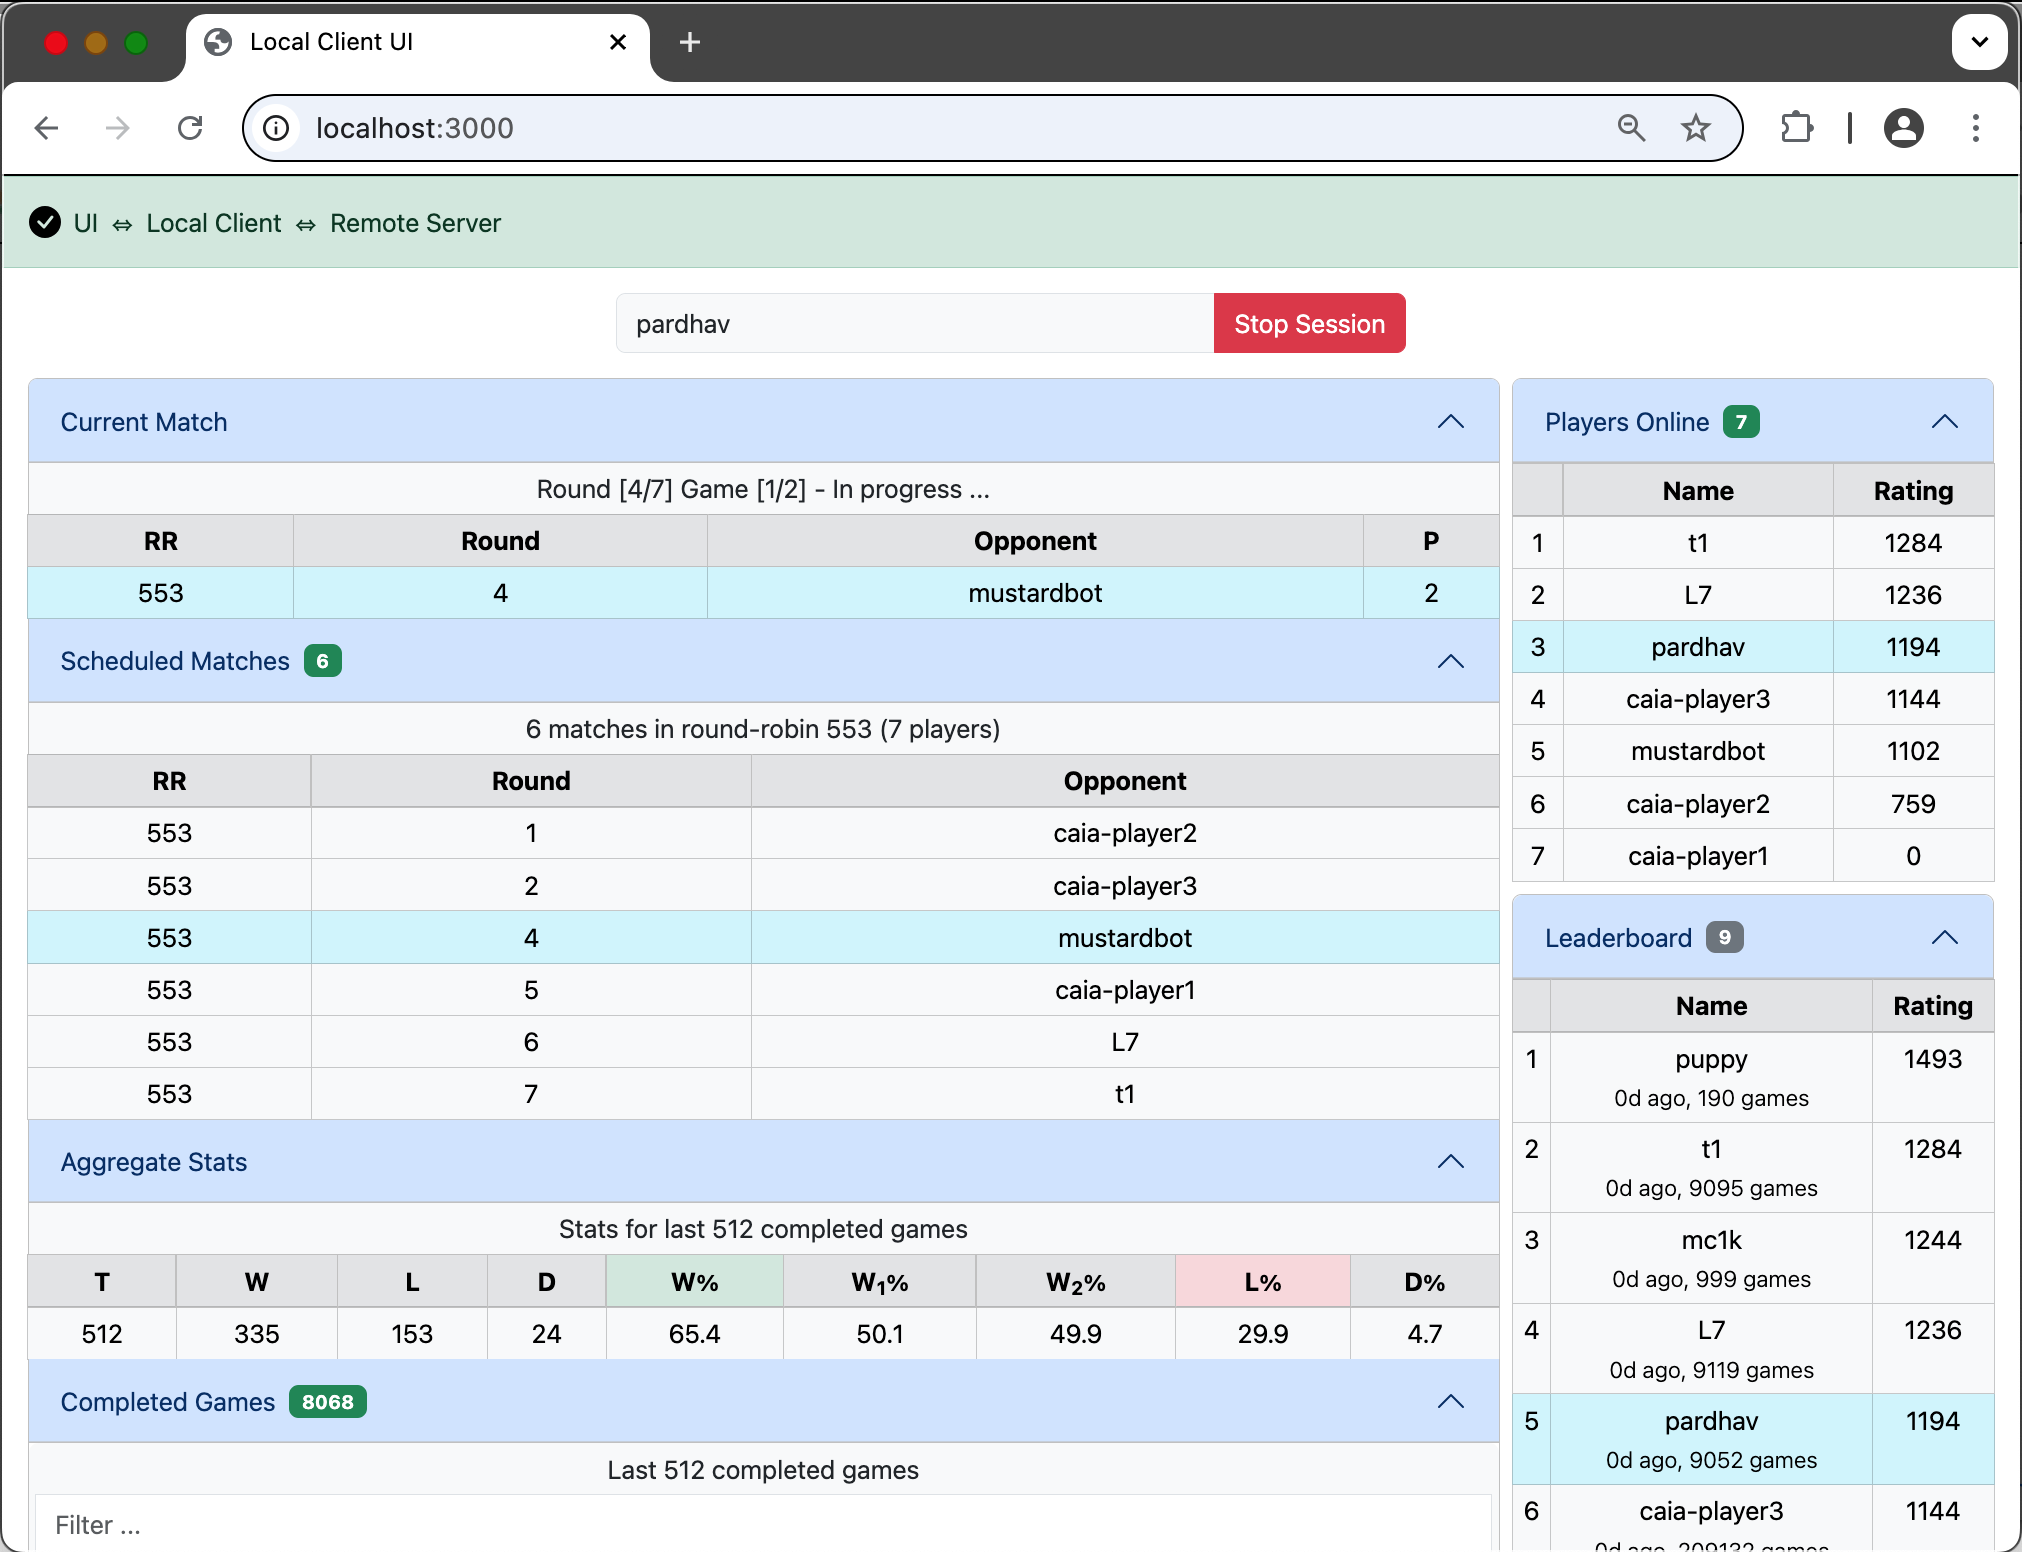 Local Client UI
localhost:3000
UI ⇔ Local Client ⇔ Remote Server
pardhav
Stop Session
Current Match
Round [4/7] Game [1/2] - In progress ...
RR Round Opponent P
553 4 mustardbot 2
Scheduled Matches 6
6 matches in round-robin 553 (7 players)
RR Round Opponent
553 1 caia-player2
553 2 caia-player3
553 4 mustardbot
553 5 caia-player1
553 6 L7
553 7 t1
Aggregate Stats
Stats for last 512 completed games
T W L D W% W₁% W₂% L% D%
512 335 153 24 65.4 50.1 49.9 29.9 4.7
Completed Games 8068
Last 512 completed games
Filter ...
Players Online 7
Name Rating
1 t1 1284
2 L7 1236
3 pardhav 1194
4 caia-player3 1144
5 mustardbot 1102
6 caia-player2 759
7 caia-player1 0
Leaderboard 9
Name Rating
1 puppy 1493
0d ago, 190 games
2 t1 1284
0d ago, 9095 games
3 mc1k 1244
0d ago, 999 games
4 L7 1236
0d ago, 9119 games
5 pardhav 1194
0d ago, 9052 games
6 caia-player3 1144
0d ago, 209132 games